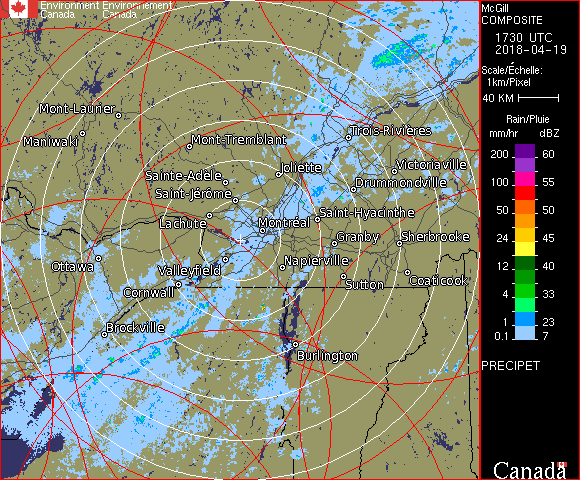 Environment Environnement
Canada Canada
McGill
COMPOSITE
1730 UTC
2018-04-19
Scale/Échelle:
1km/Pixel
40 KM
Rain/Pluie
mm/hr dBZ
200 60
100 55
50 50
24 45
12 40
4 33
1 23
0.1 7
PRECIPET
Canada
Mont-Laurier
Maniwaki
Mont-Tremblant
Trois-Rivières
Joliette
Victoriaville
Sainte-Adèle
Drummondville
Saint-Jérôme
Saint-Hyacinthe
Lachute
Montréal
Granby
Sherbrooke
Ottawa
Valleyfield
Napierville
Cornwall
Sutton
Coaticook
Brockville
Burlington